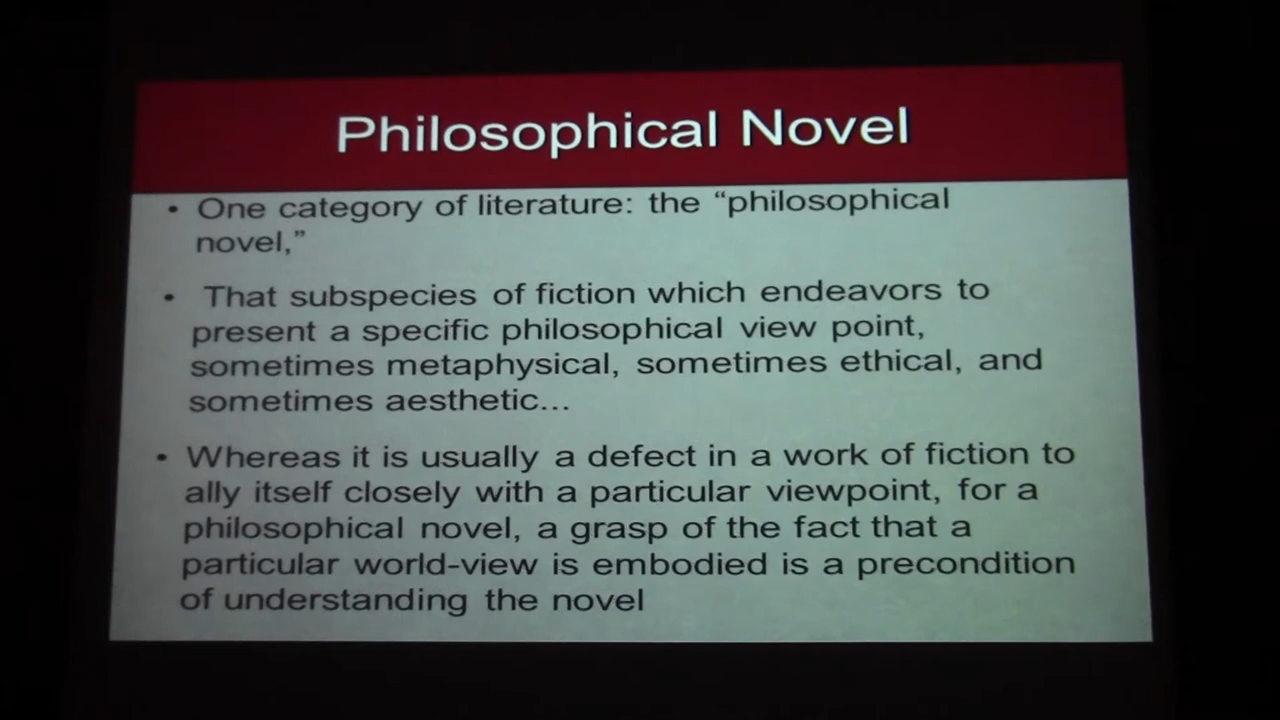 Philosophical Novel
• One category of literature: the “philosophical
novel,”
• That subspecies of fiction which endeavors to
present a specific philosophical view point,
sometimes metaphysical, sometimes ethical, and
sometimes aesthetic...
• Whereas it is usually a defect in a work of fiction to
ally itself closely with a particular viewpoint, for a
philosophical novel, a grasp of the fact that a
particular world-view is embodied is a precondition
of understanding the novel